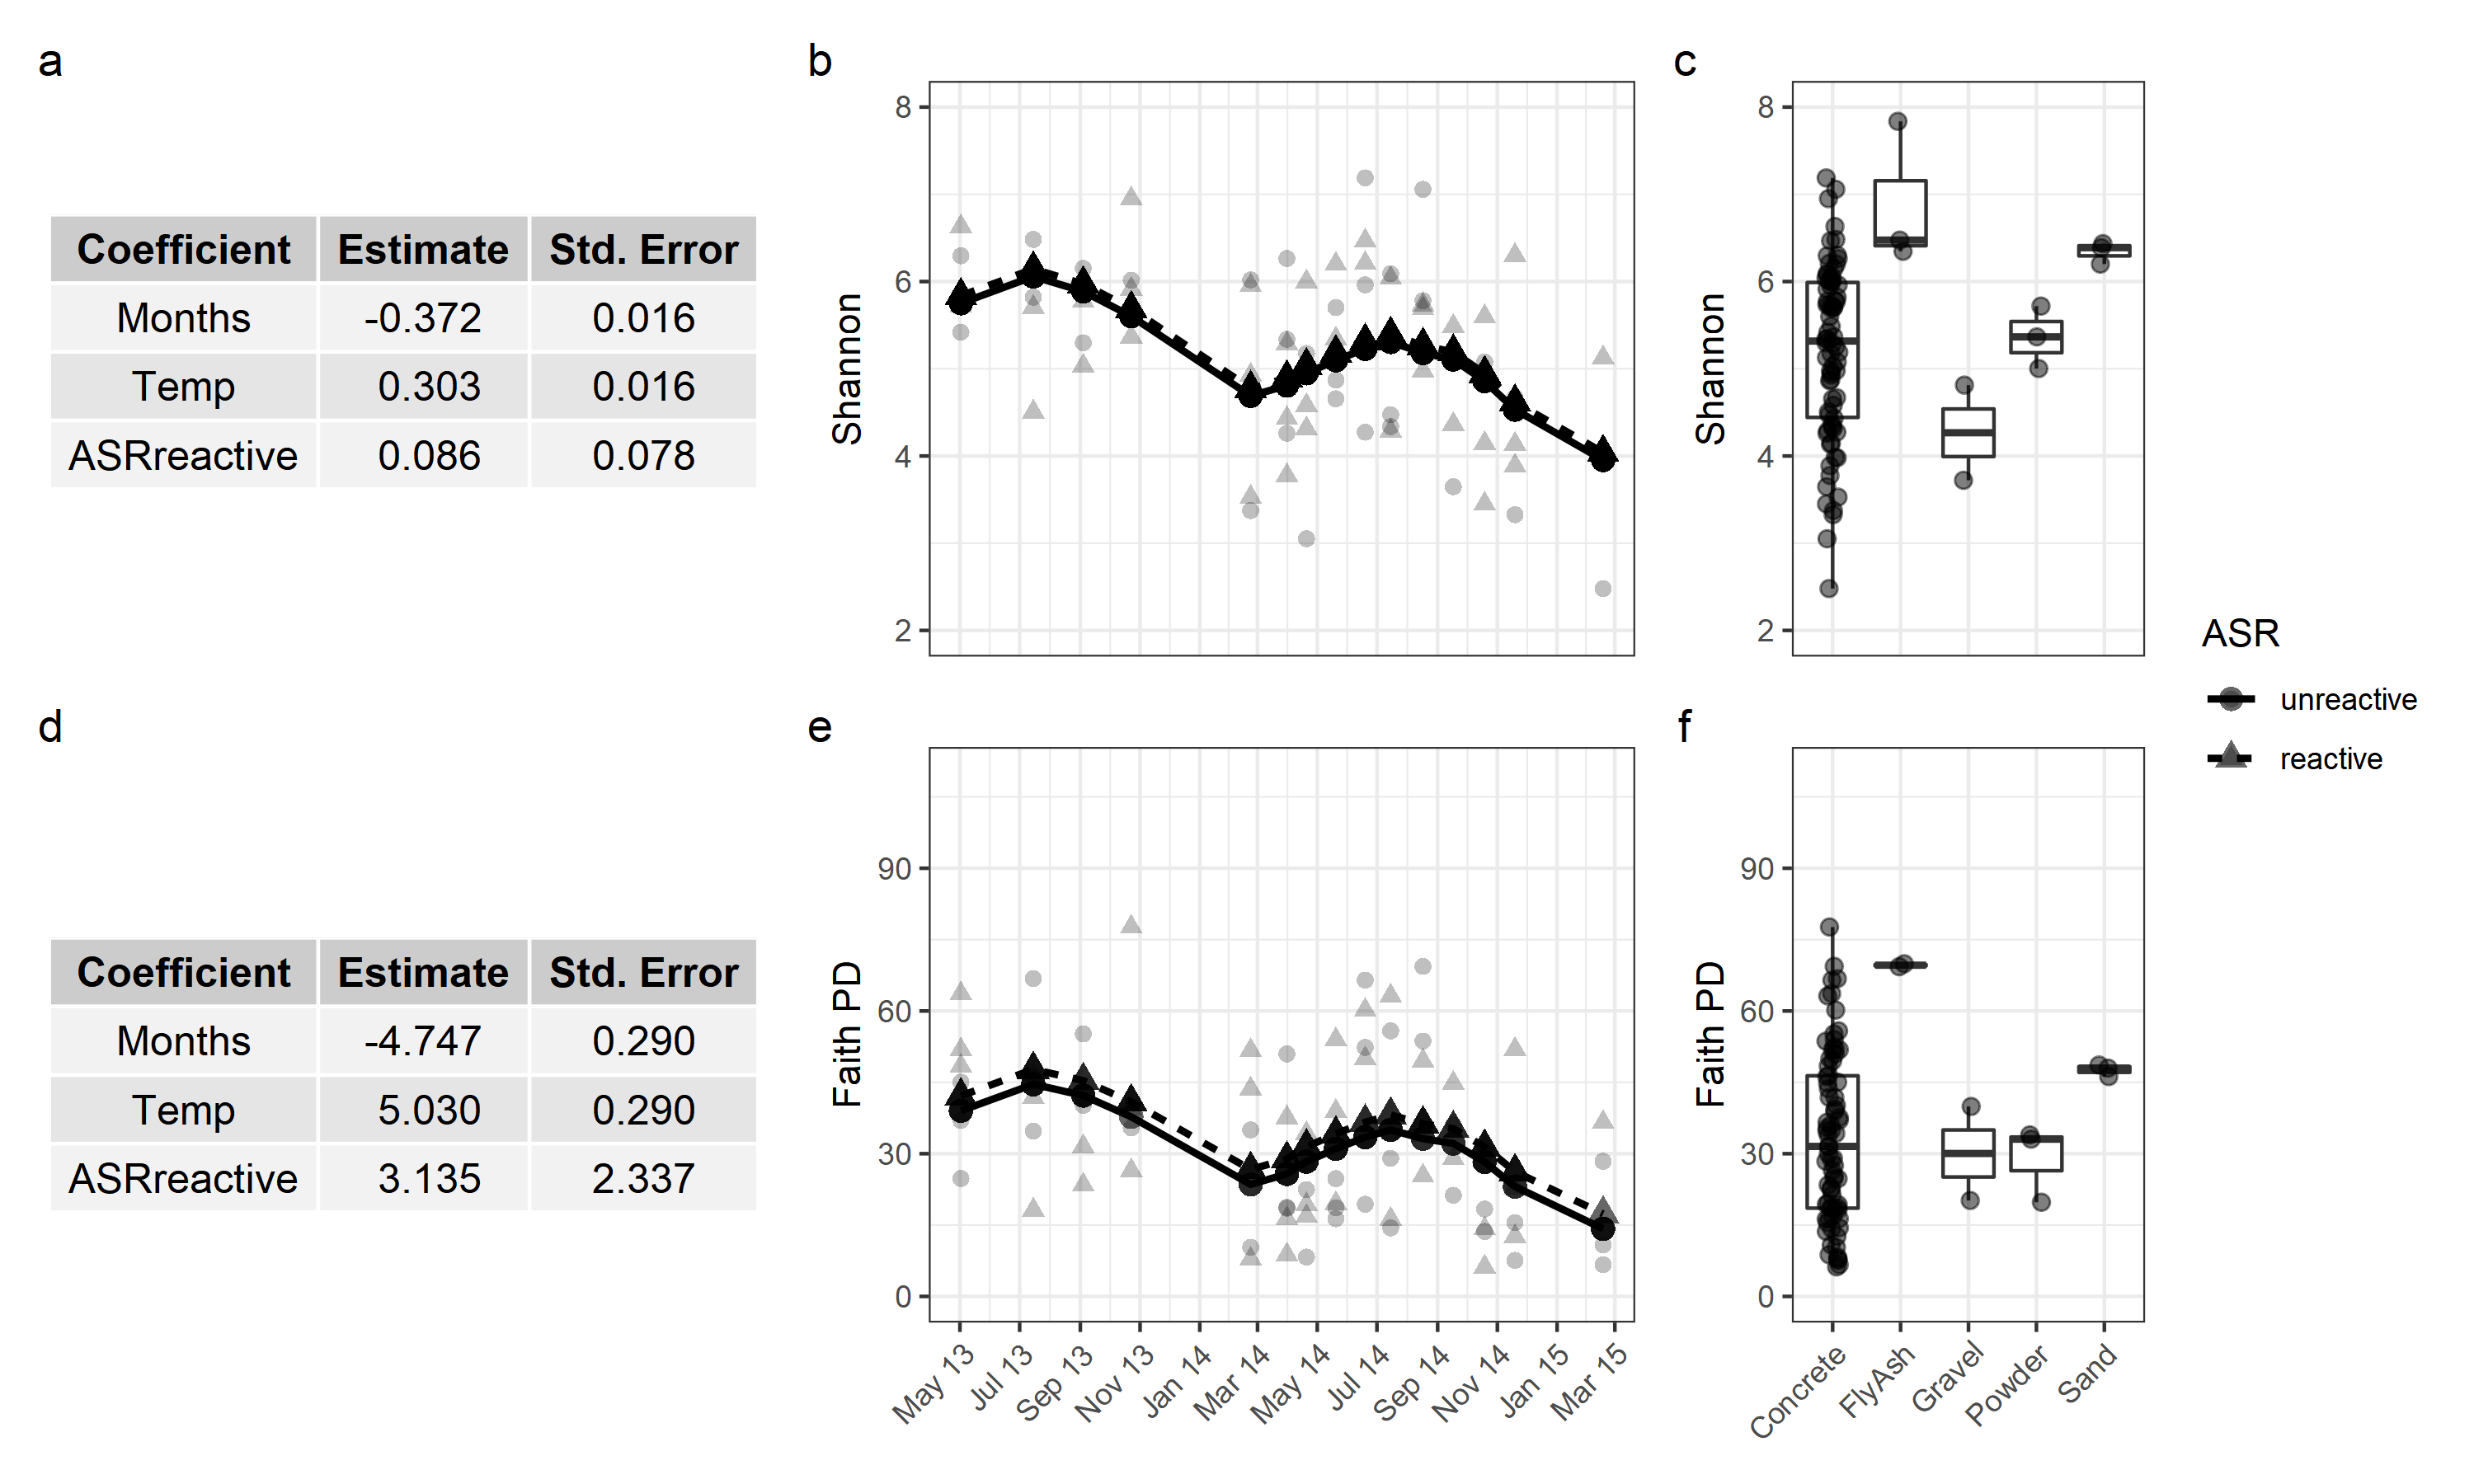 a
Coefficient Estimate Std. Error
Months -0.372 0.016
Temp 0.303 0.016
ASRreactive 0.086 0.078
b
Shannon
8
6
4
2
c
Shannon
8
6
4
2
ASR
unreactive
reactive
d
Coefficient Estimate Std. Error
Months -4.747 0.290
Temp 5.030 0.290
ASRreactive 3.135 2.337
e
Faith PD
90
60
30
0
May 13 Jul 13 Sep 13 Nov 13 Jan 14 Mar 14 May 14 Jul 14 Sep 14 Nov 14 Jan 15 Mar 15
f
Faith PD
90
60
30
0
Concrete FlyAsh Gravel Powder Sand